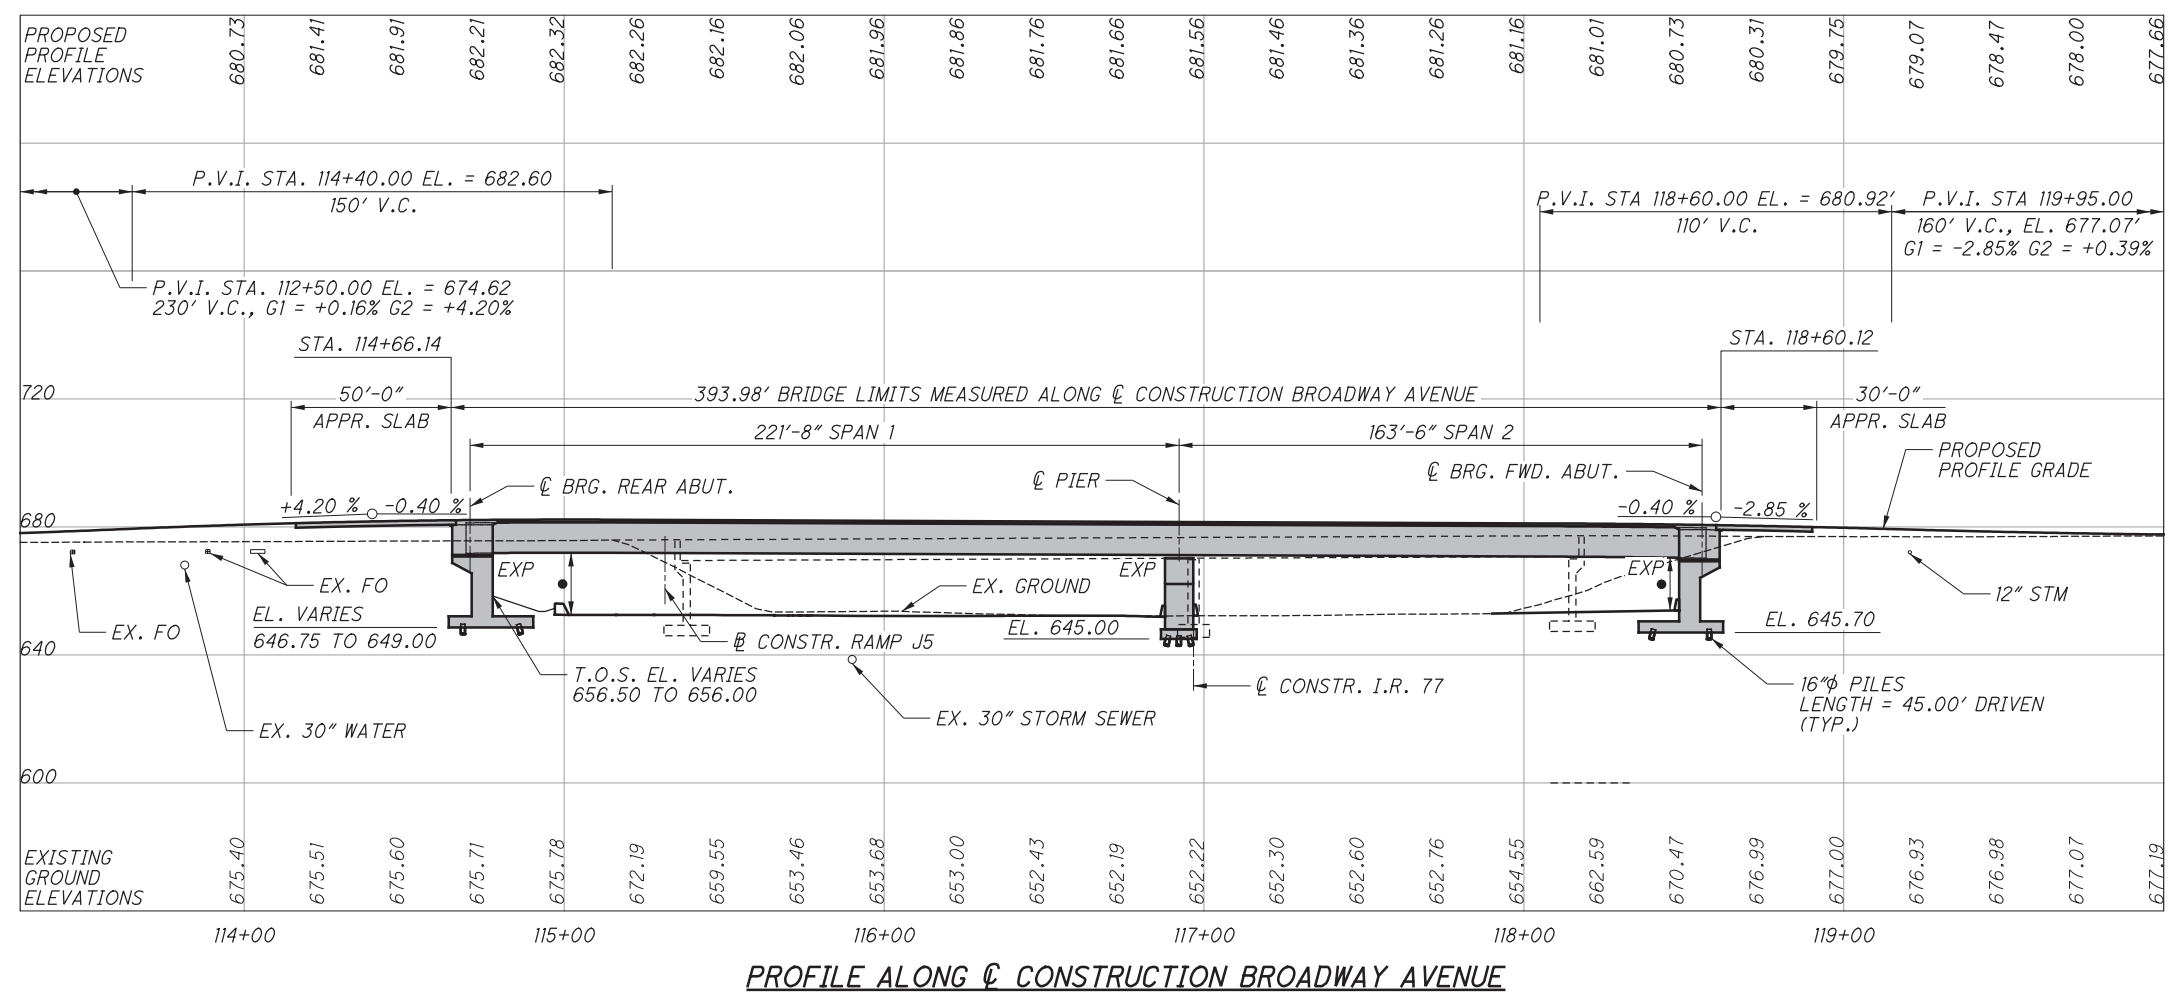 PROPOSED
PROFILE
ELEVATIONS
680.73 681.41 681.91 682.21 682.32 682.26 682.16 682.06 681.96 681.86 681.76 681.66 681.56 681.46 681.36 681.26 681.16 681.01 680.73 680.31 679.75 679.07 678.47 678.00 677.66
P.V.I. STA. 114+40.00 EL. = 682.60
150' V.C.
P.V.I. STA 118+60.00 EL. = 680.92'
110' V.C.
P.V.I. STA 119+95.00
160' V.C., EL. 677.07'
G1 = -2.85% G2 = +0.39%
P.V.I. STA. 112+50.00 EL. = 674.62
230' V.C., G1 = +0.16% G2 = +4.20%
STA. 114+66.14
STA. 118+60.12
720
50'-0"
APPR. SLAB
393.98' BRIDGE LIMITS MEASURED ALONG ℄ CONSTRUCTION BROADWAY AVENUE
30'-0"
APPR. SLAB
221'-8" SPAN 1
163'-6" SPAN 2
℄ BRG. REAR ABUT.
℄ PIER
℄ BRG. FWD. ABUT.
PROPOSED
PROFILE GRADE
+4.20 %
-0.40 %
-0.40 %
-2.85 %
680
EXP
EXP
EXP
EX. FO
EX. GROUND
12" STM
EL. VARIES
646.75 TO 649.00
EX. FO
EL. 645.00
EL. 645.70
640
B CONSTR. RAMP J5
T.O.S. EL. VARIES
656.50 TO 656.00
℄ CONSTR. I.R. 77
16"ϕ PILES
LENGTH = 45.00' DRIVEN
(TYP.)
EX. 30" WATER
EX. 30" STORM SEWER
600
EXISTING
GROUND
ELEVATIONS
675.40 675.51 675.60 675.71 675.78 672.19 659.55 653.46 653.68 653.00 652.43 652.19 652.22 652.30 652.60 652.76 654.55 662.59 670.47 676.99 677.00 676.93 676.98 677.07 677.19
114+00 115+00 116+00 117+00 118+00 119+00
PROFILE ALONG ℄ CONSTRUCTION BROADWAY AVENUE